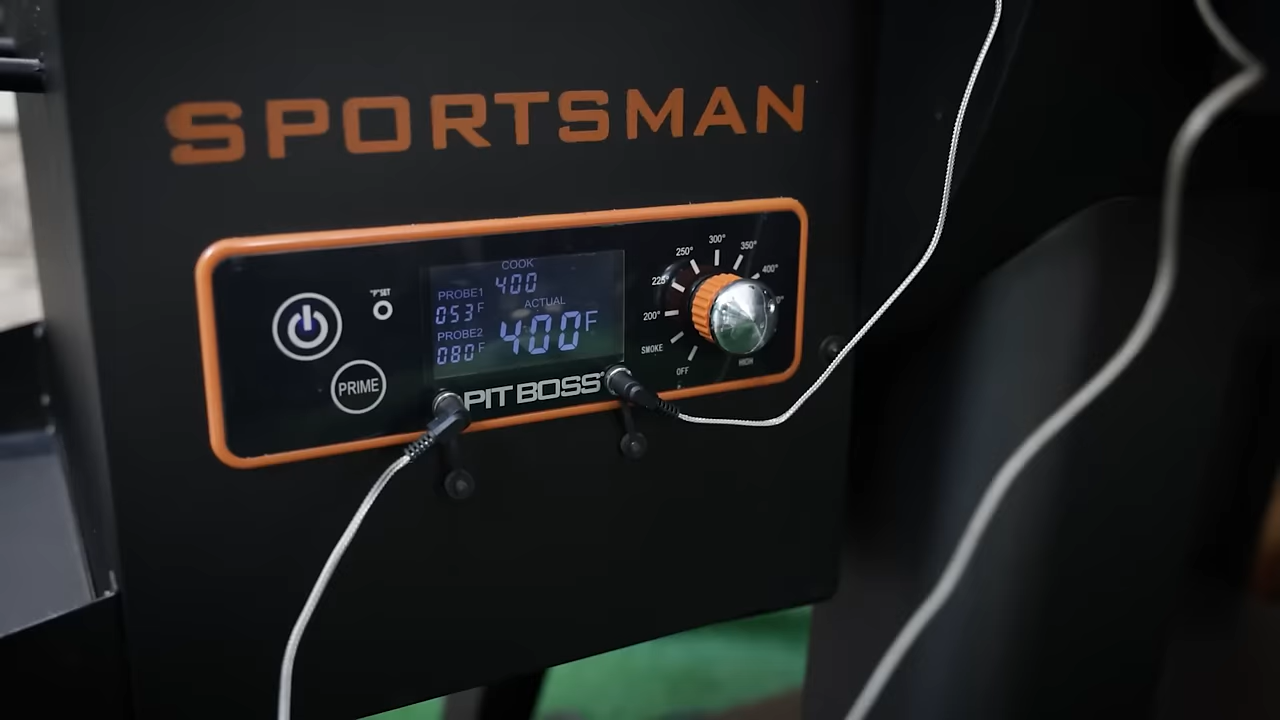 SPORTSMAN
P-SET
PRIME
COOK
400
PROBE1
053F
PROBE2
080F
ACTUAL
400F
PIT BOSS
OFF
SMOKE
200°
225°
250°
300°
350°
400°
HIGH